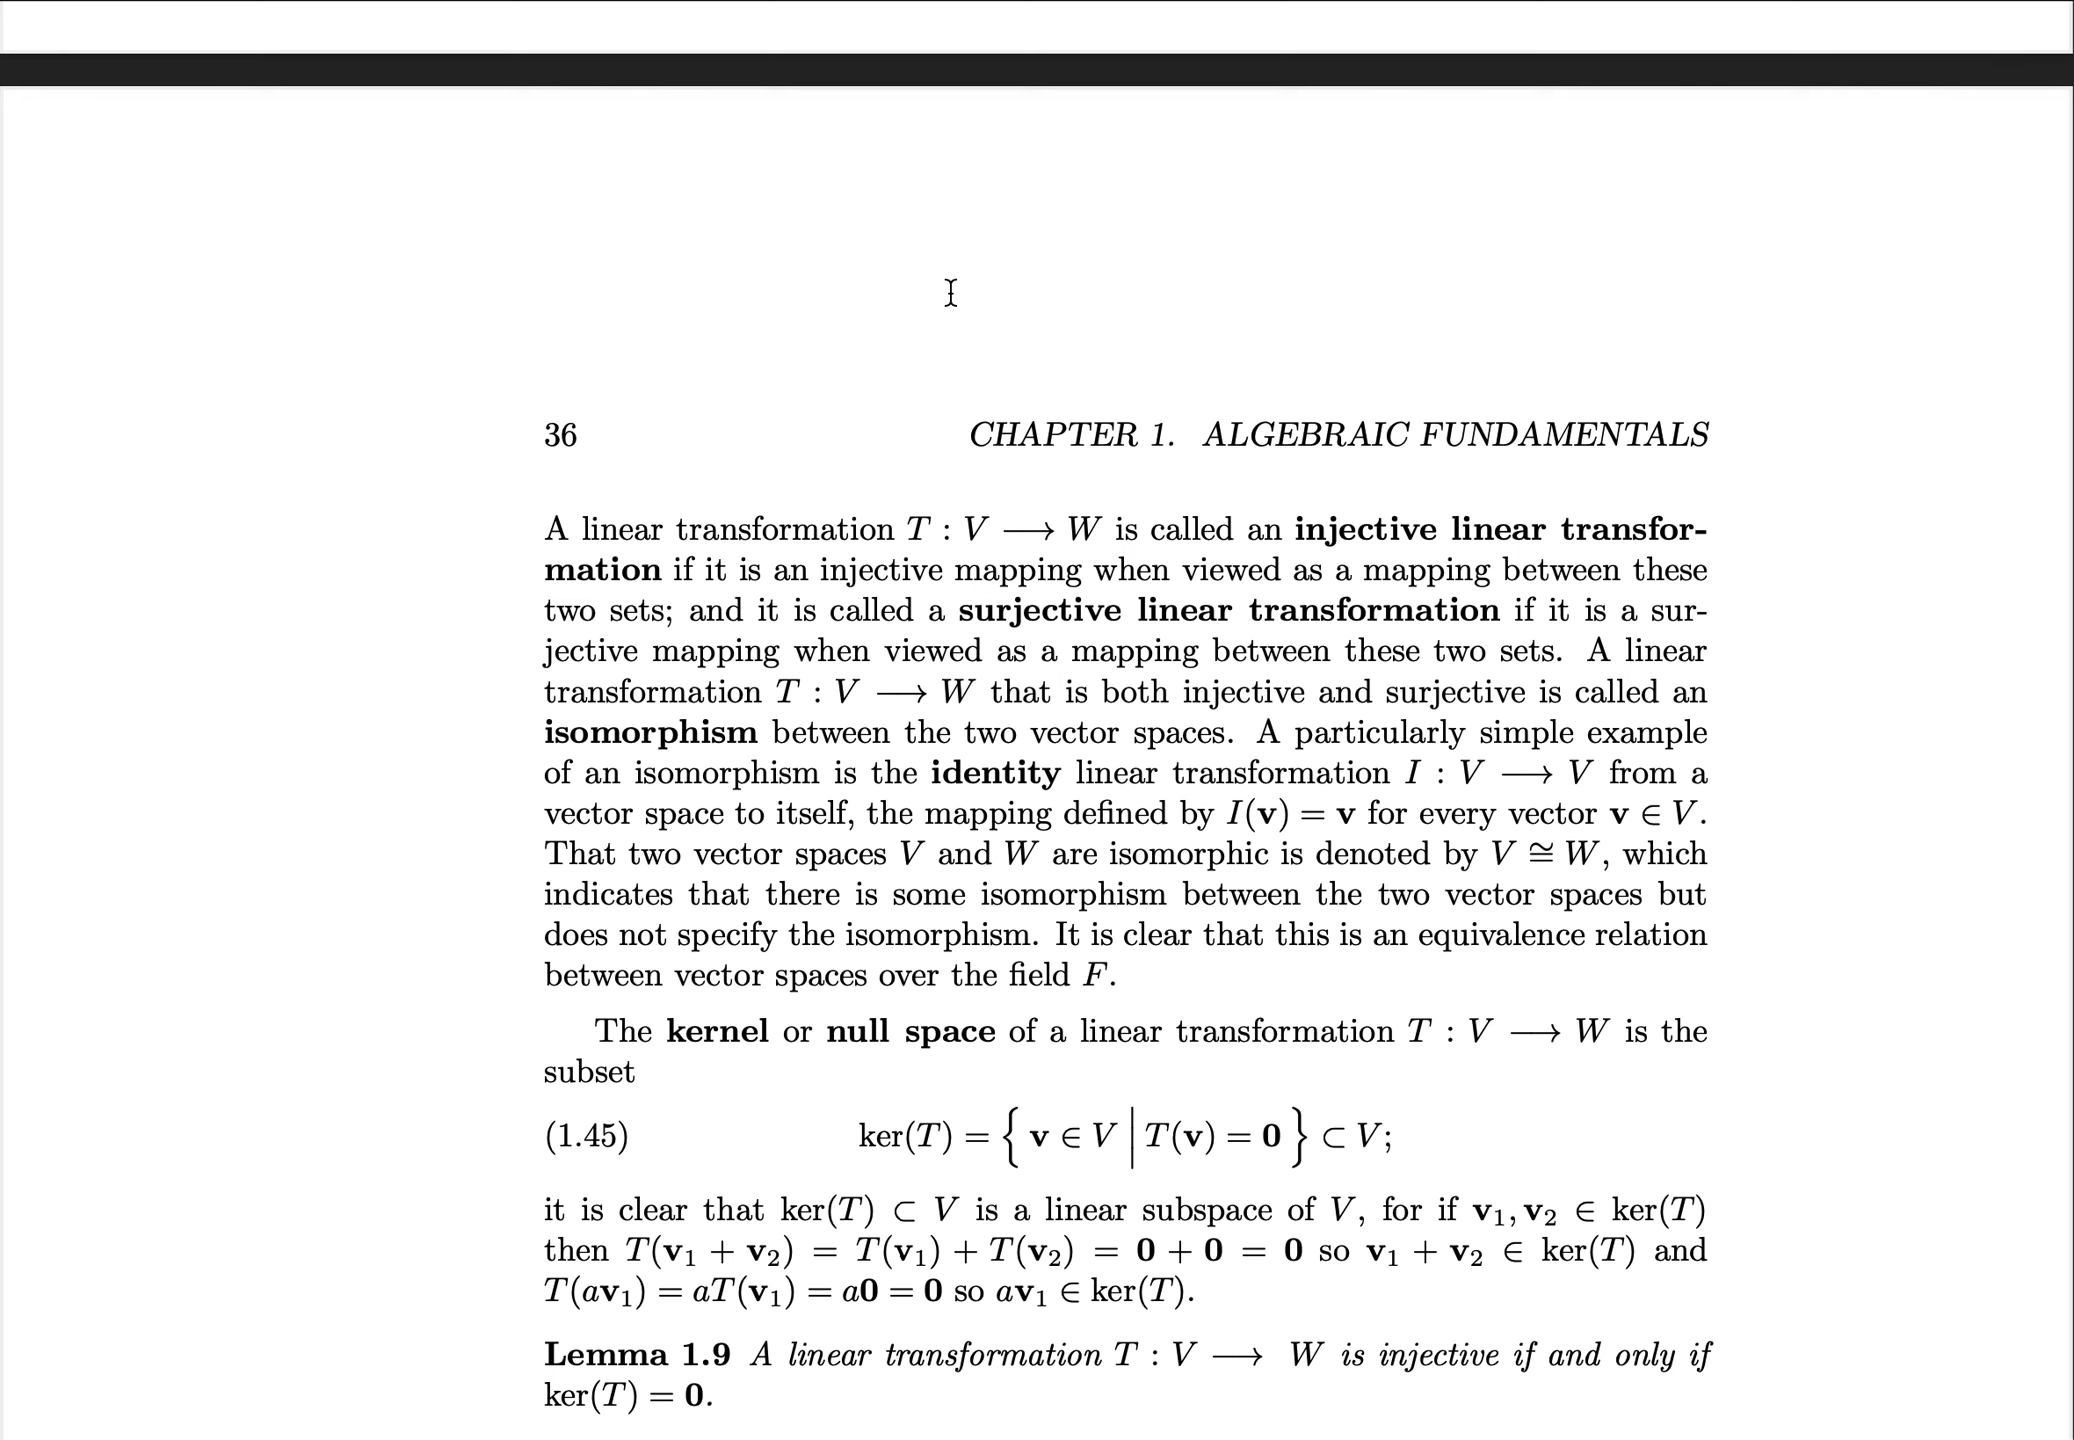 36 CHAPTER 1. ALGEBRAIC FUNDAMENTALS
A linear transformation T : V ⟶ W is called an injective linear transfor-
mation if it is an injective mapping when viewed as a mapping between these
two sets; and it is called a surjective linear transformation if it is a sur-
jective mapping when viewed as a mapping between these two sets. A linear
transformation T : V ⟶ W that is both injective and surjective is called an
isomorphism between the two vector spaces. A particularly simple example
of an isomorphism is the identity linear transformation I : V ⟶ V from a
vector space to itself, the mapping defined by I(v) = v for every vector v ∈ V.
That two vector spaces V and W are isomorphic is denoted by V ≅ W, which
indicates that there is some isomorphism between the two vector spaces but
does not specify the isomorphism. It is clear that this is an equivalence relation
between vector spaces over the field F.
The kernel or null space of a linear transformation T : V ⟶ W is the
subset
(1.45) ker(T) = { v ∈ V | T(v) = 0 } ⊂ V;
it is clear that ker(T) ⊂ V is a linear subspace of V, for if v₁, v₂ ∈ ker(T)
then T(v₁ + v₂) = T(v₁) + T(v₂) = 0 + 0 = 0 so v₁ + v₂ ∈ ker(T) and
T(av₁) = aT(v₁) = a0 = 0 so av₁ ∈ ker(T).
Lemma 1.9 A linear transformation T : V ⟶ W is injective if and only if
ker(T) = 0.